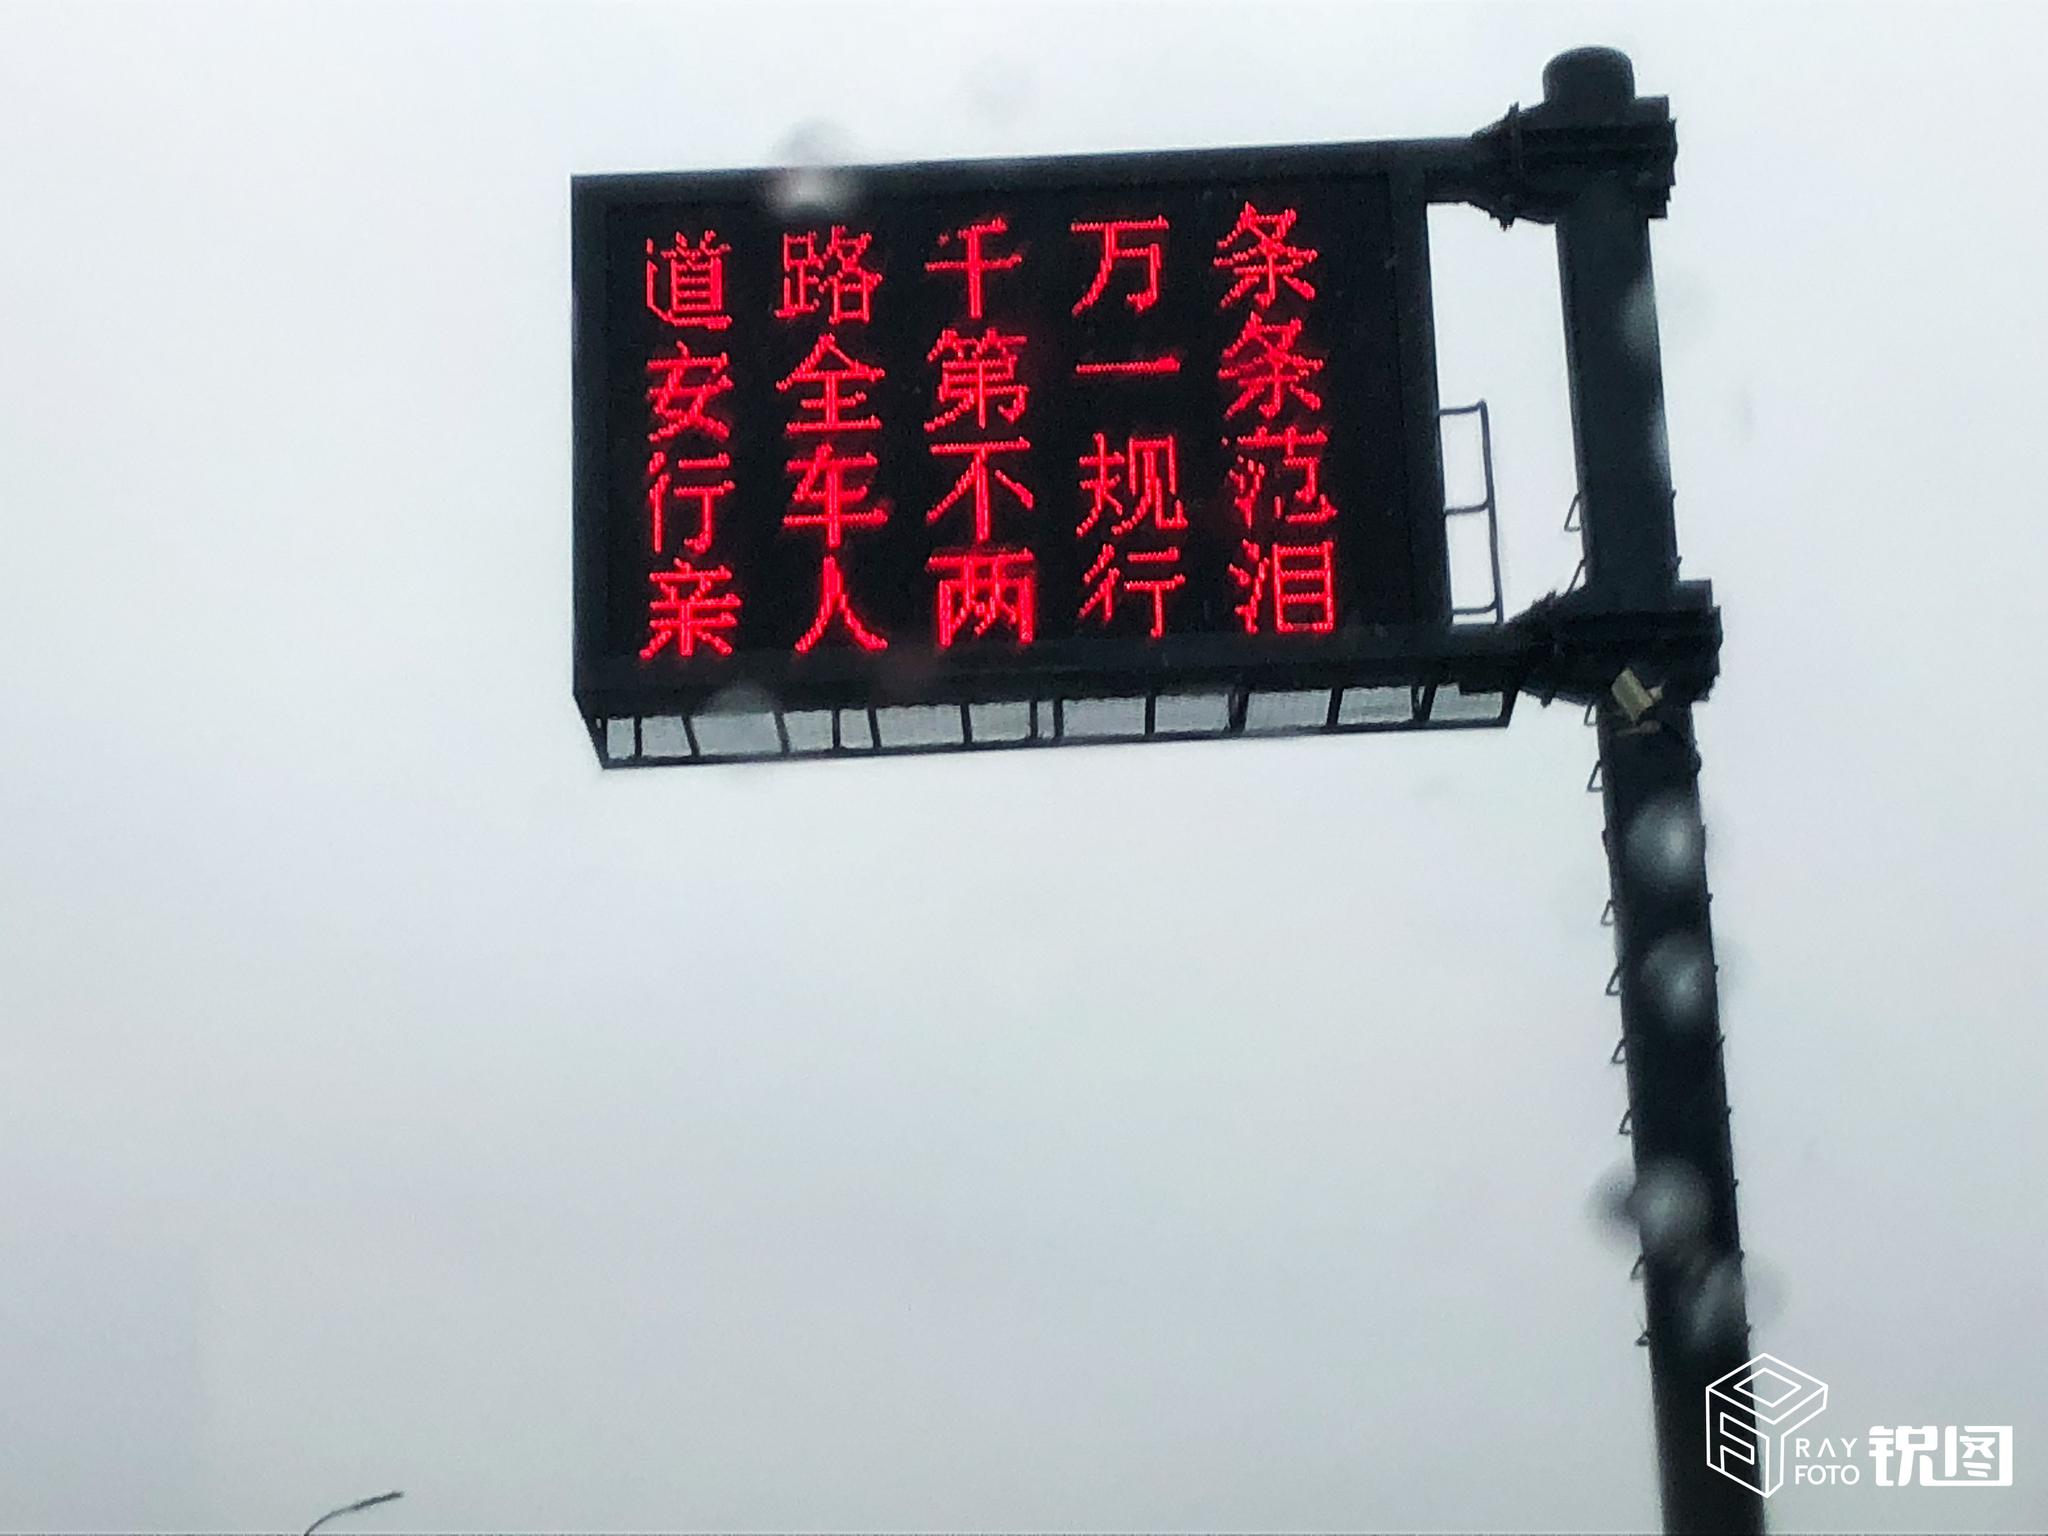 道路千万条
安全第一条
行车不规范
亲人两行泪
RAY
FOTO
锐图